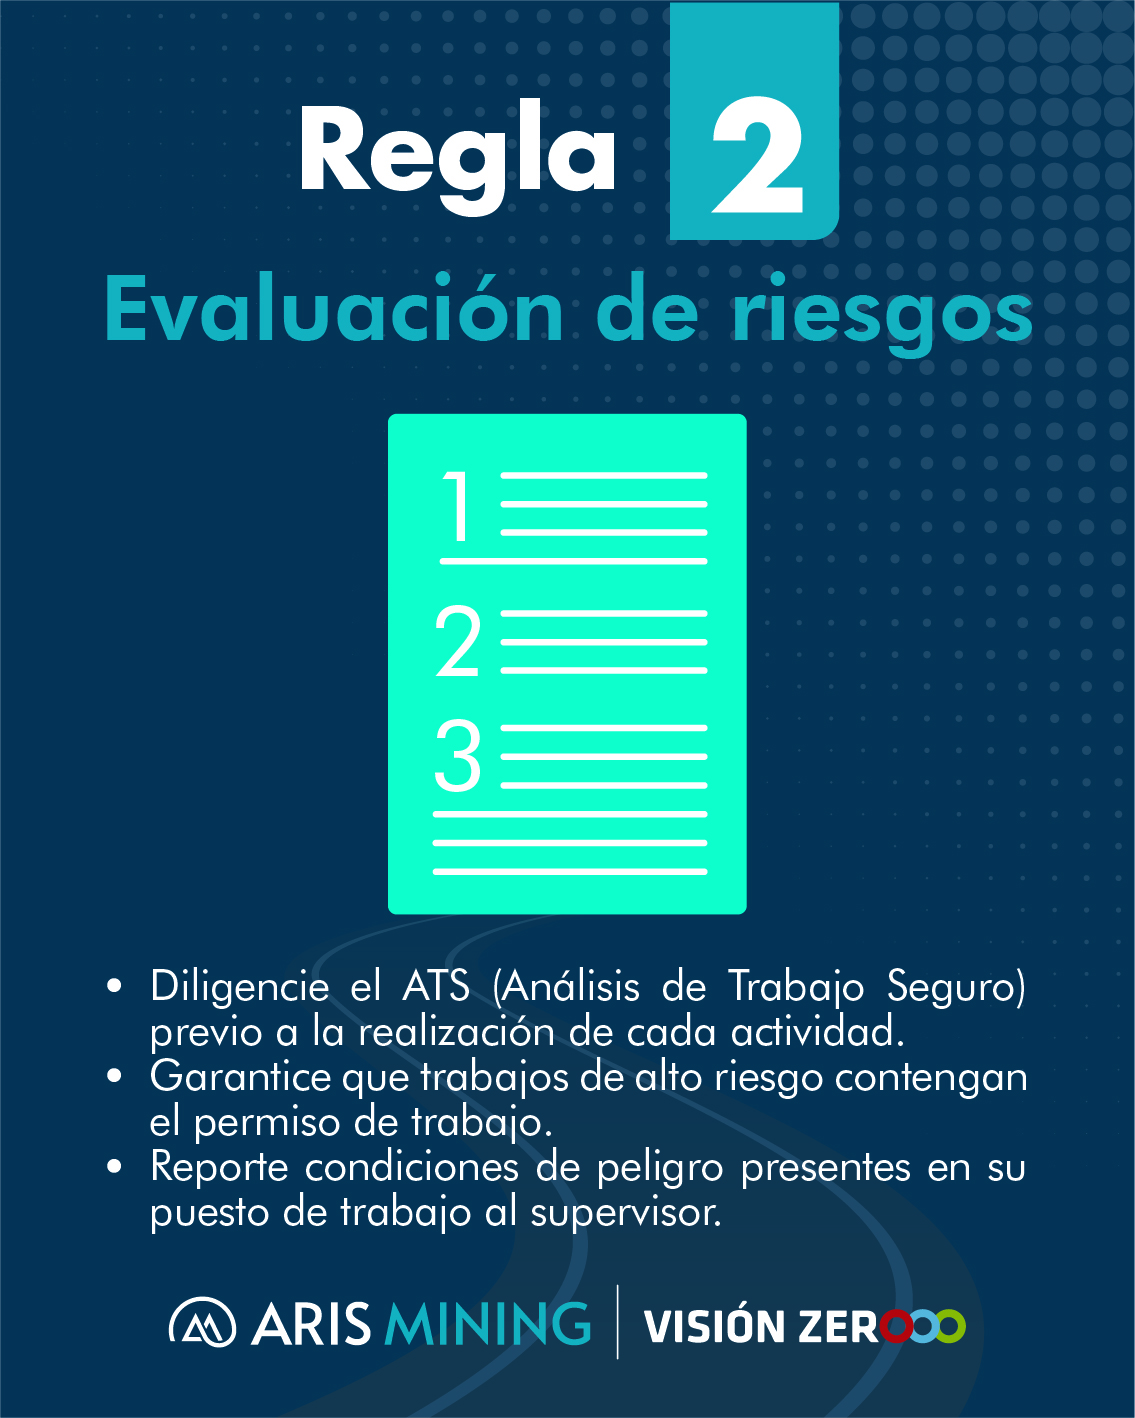 Regla 2
Evaluación de riesgos
1
2
3
• Diligencie el ATS (Análisis de Trabajo Seguro)
previo a la realización de cada actividad.
• Garantice que trabajos de alto riesgo contengan
el permiso de trabajo.
• Reporte condiciones de peligro presentes en su
puesto de trabajo al supervisor.
ARIS MINING | VISIÓN ZERO